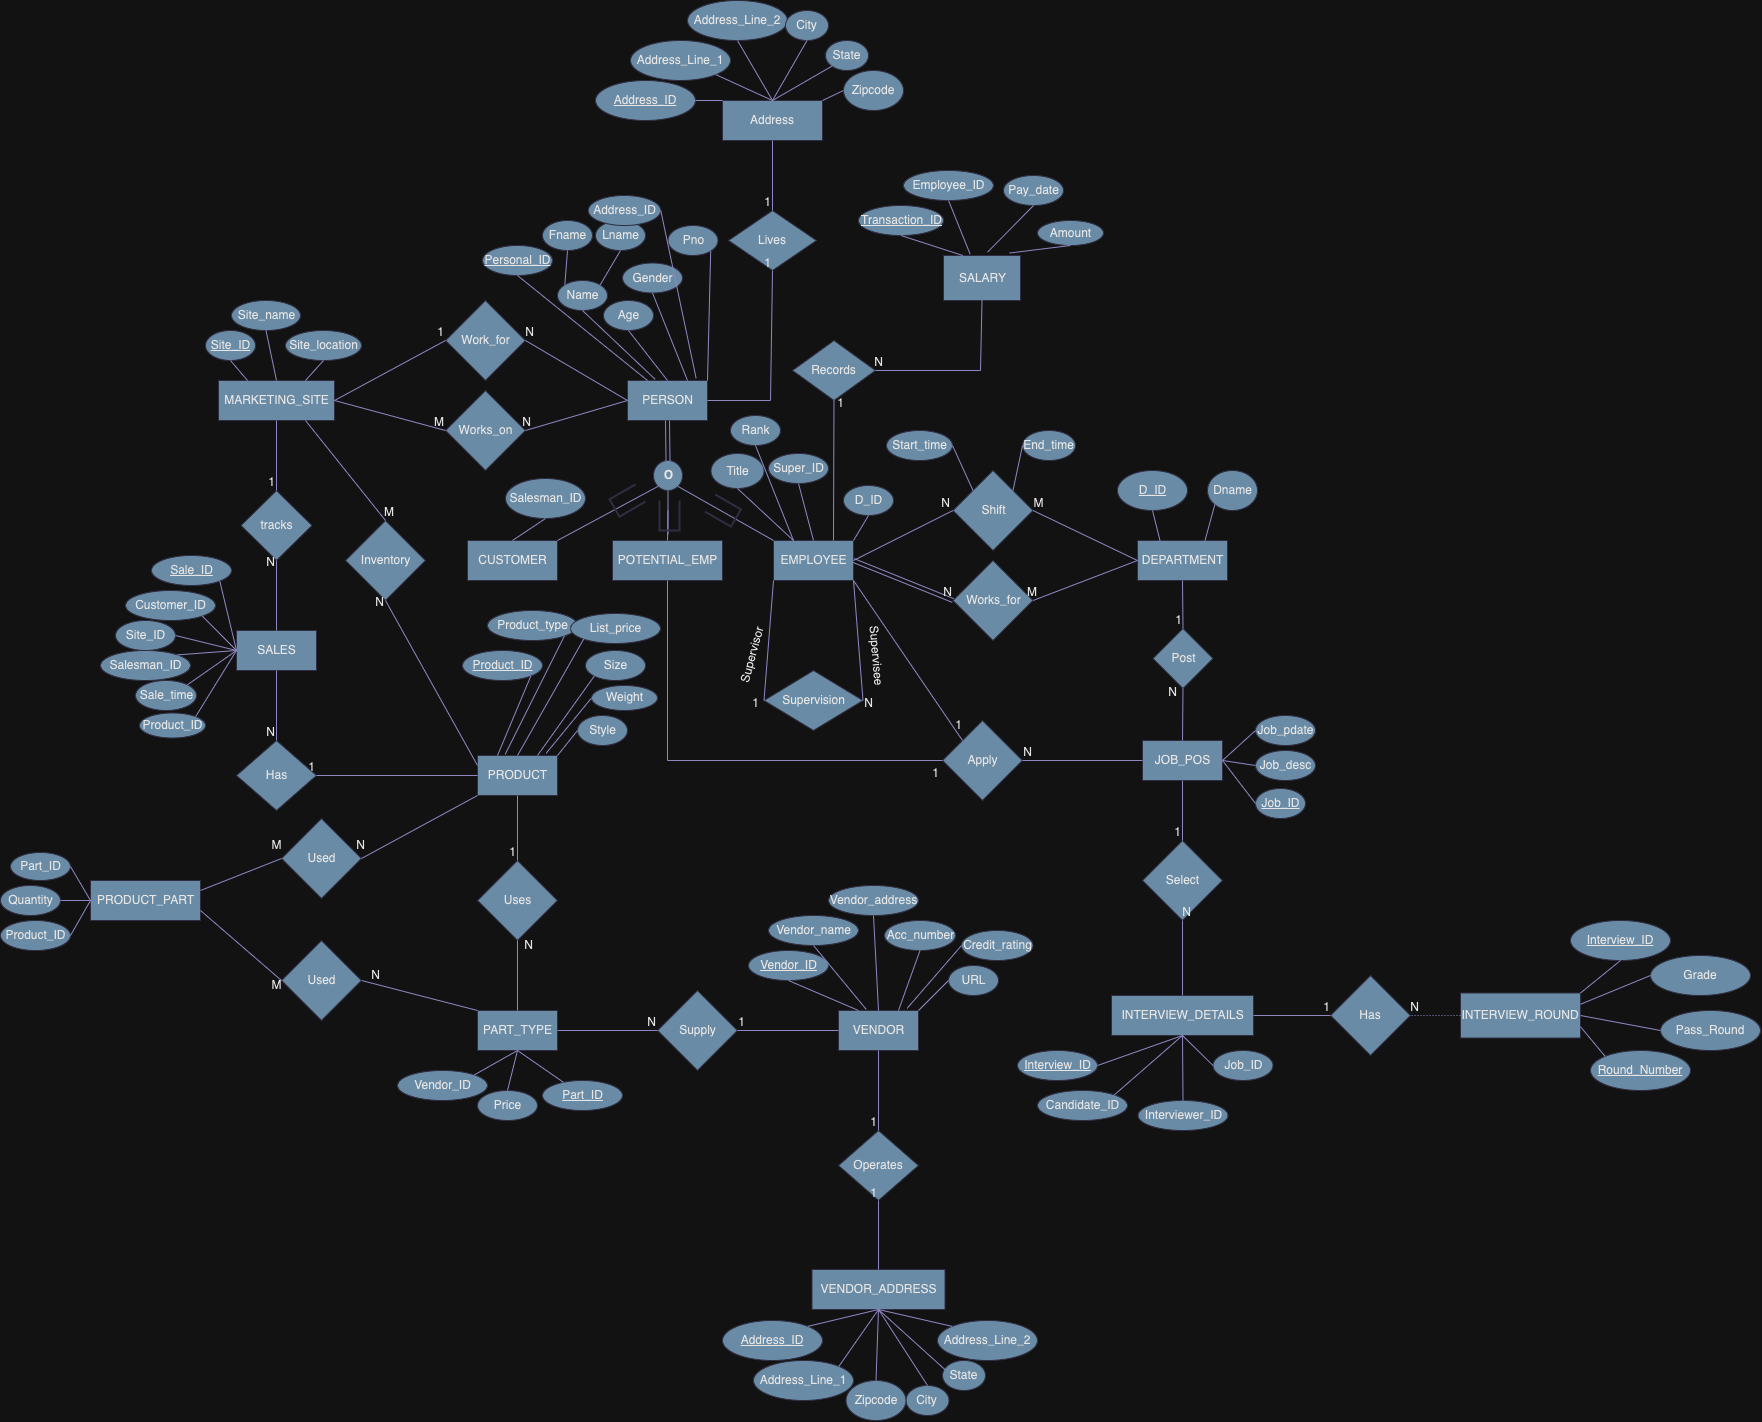 Address_Line_2
City
Address_Line_1
State
Address_ID
Zipcode
Address
1
Lives
1
Employee_ID
Pay_date
Transaction_ID
Amount
SALARY
Address_ID
Fname
Lname
Pno
Personal_ID
Gender
Name
Age
Site_name
Site_ID
Site_location
1
Work_for
N
MARKETING_SITE
PERSON
M
Works_on
N
Records
N
1
O
Rank
Title
Super_ID
D_ID
Salesman_ID
Start_time
End_time
N
Shift
M
D_ID
Dname
1
tracks
N
M
Inventory
N
CUSTOMER
POTENTIAL_EMP
EMPLOYEE
DEPARTMENT
N
Works_for
M
Sale_ID
Customer_ID
Site_ID
Salesman_ID
Sale_time
Product_ID
SALES
Product_type
List_price
Product_ID
Size
Weight
Style
Supervisor
Supervisee
1
Supervision
N
1
Post
N
N
Has
1
PRODUCT
1
1
Apply
N
JOB_POS
Job_pdate
Job_desc
Job_ID
M
Used
N
1
Uses
N
1
Select
N
Part_ID
Quantity
Product_ID
PRODUCT_PART
Vendor_address
Vendor_name
Acc_number
Credit_rating
Vendor_ID
URL
M
Used
N
PART_TYPE
N
Supply
1
VENDOR
Vendor_ID
Price
Part_ID
INTERVIEW_DETAILS
1
Has
N
INTERVIEW_ROUND
Interview_ID
Grade
Pass_Round
Round_Number
Interview_ID
Job_ID
Candidate_ID
Interviewer_ID
1
Operates
1
VENDOR_ADDRESS
Address_ID
Address_Line_2
Address_Line_1
State
Zipcode
City